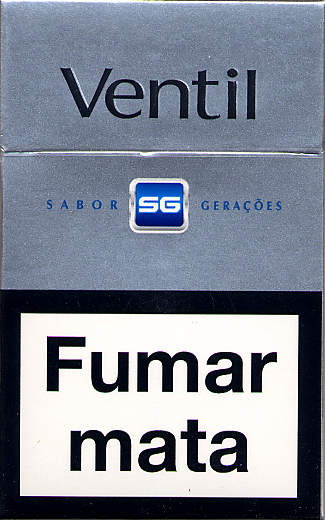 Ventil
SABOR SG GERAÇÕES
Fumar
mata